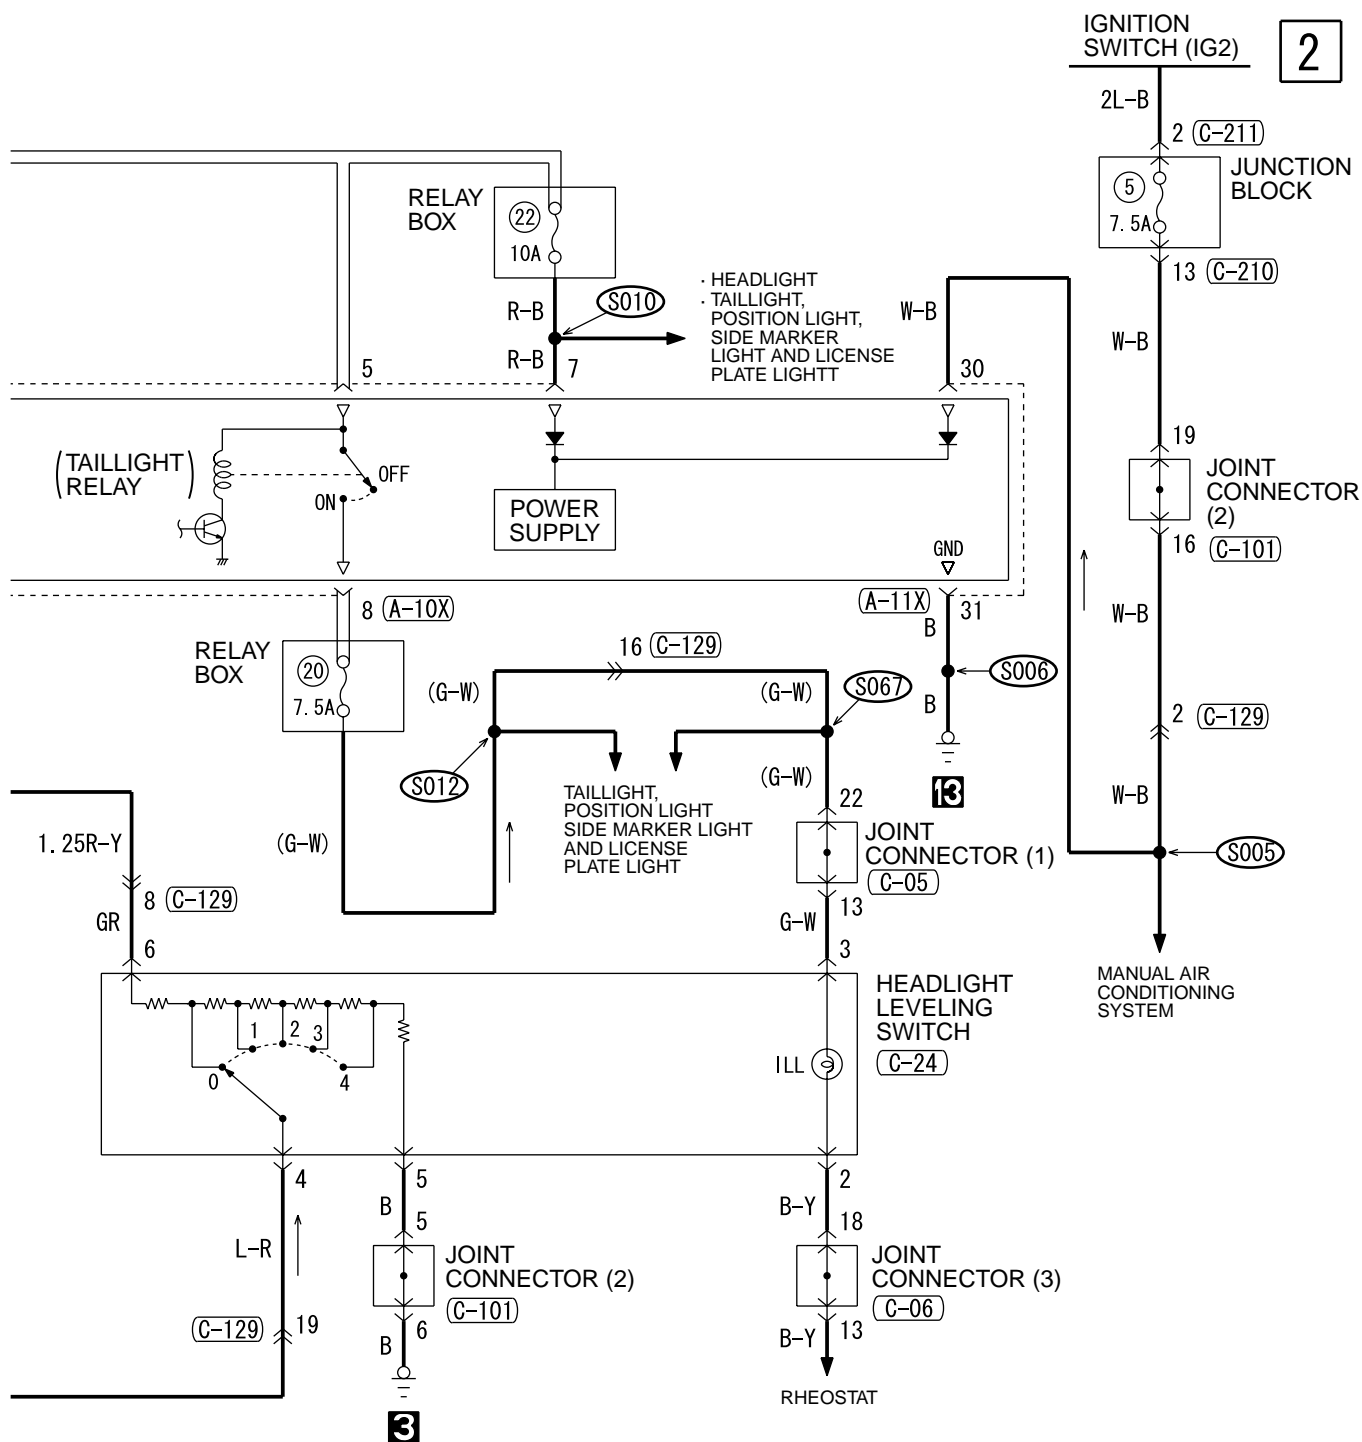 IGNITION
SWITCH (IG2)
2
2L-B
2 (C-211)
JUNCTION
BLOCK
5
7.5A
13 (C-210)
RELAY
BOX
22
10A
R-B
S010
R-B
7
5
· HEADLIGHT
· TAILLIGHT,
POSITION LIGHT,
SIDE MARKER
LIGHT AND LICENSE
PLATE LIGHTT
W-B
30
W-B
19
JOINT
CONNECTOR
(2)
16 (C-101)
(TAILLIGHT
RELAY)
OFF
ON
POWER
SUPPLY
GND
8 (A-10X)
(A-11X) 31
B
S006
B
13
W-B
2 (C-129)
W-B
S005
MANUAL AIR
CONDITIONING
SYSTEM
RELAY
BOX
20
7.5A
(G-W)
(G-W)
16 (C-129)
(G-W)
S067
S012
(G-W)
TAILLIGHT,
POSITION LIGHT
SIDE MARKER LIGHT
AND LICENSE
PLATE LIGHT
22
JOINT
CONNECTOR (1)
C-05
13
G-W
3
1.25R-Y
8 (C-129)
GR
6
HEADLIGHT
LEVELING
SWITCH
C-24
0
1
2
3
4
ILL
4
L-R
(C-129) 19
5
B
5
JOINT
CONNECTOR (2)
C-101
6
B
3
2
B-Y
18
JOINT
CONNECTOR (3)
C-06
13
B-Y
RHEOSTAT